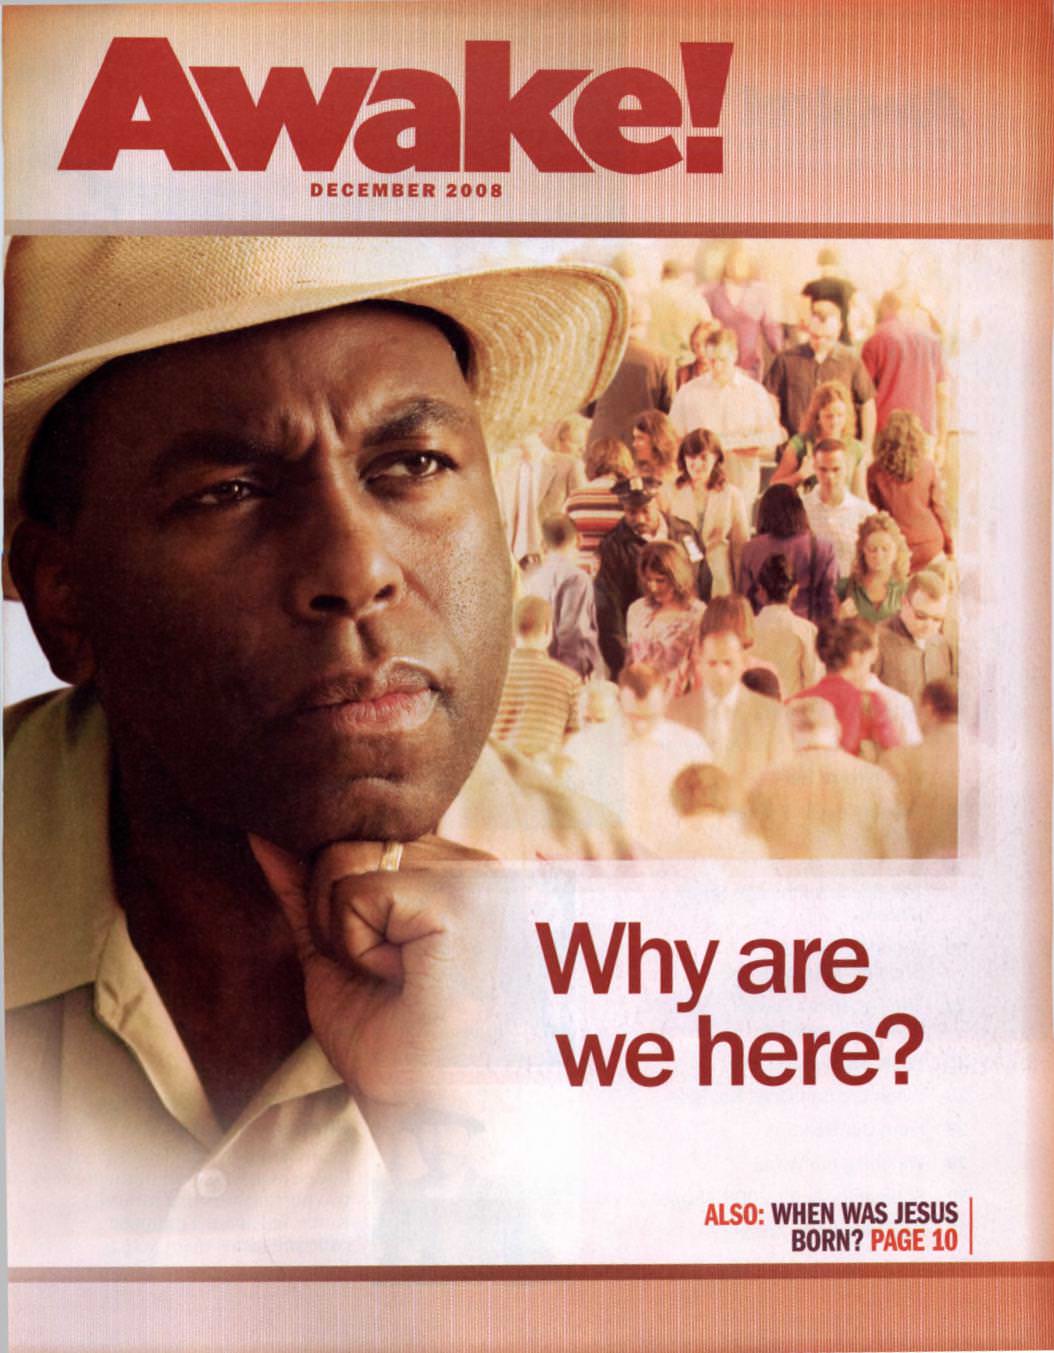 Awake!
DECEMBER 2008
Why are
we here?
ALSO: WHEN WAS JESUS
BORN? PAGE 10